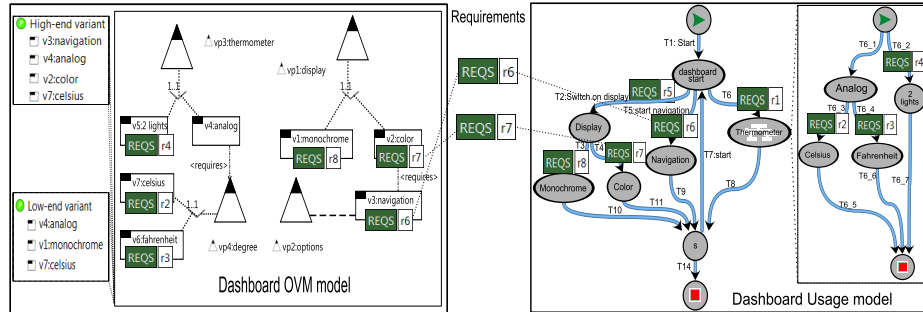 High-end variant
v3:navigation
v4:analog
v2:color
v7:celsius
Low-end variant
v4:analog
v1:monochrome
v7:celsius
vp3:thermometer
1..1
v5:2 lights
REQS r4
v4:analog
<requires>
v7:celsius
REQS r2
1..1
v6:fahrenheit
REQS r3
vp4:degree
vp1:display
1..1
v1:monochrome
REQS r8
v2:color
REQS r7
<requires>
v3:navigation
REQS r6
vp2:options
Dashboard OVM model
Requirements
REQS r6
REQS r7
T1: Start
dashboard
start
T2:Switch on display
REQS r5
T5:start navigation
T6
REQS r1
Display
REQS r6
Thermometer
T3
T4
REQS r7
T7:start
REQS r8
Navigation
Monochrome
Color
T9
T8
T10
T11
s
T14
T6_1
T6_2
REQS r4
Analog
2
lights
T6_3
T6_4
REQS r2
REQS r3
Celsius
Fahrenheit
T6_6
T6_7
T6_5
Dashboard Usage model